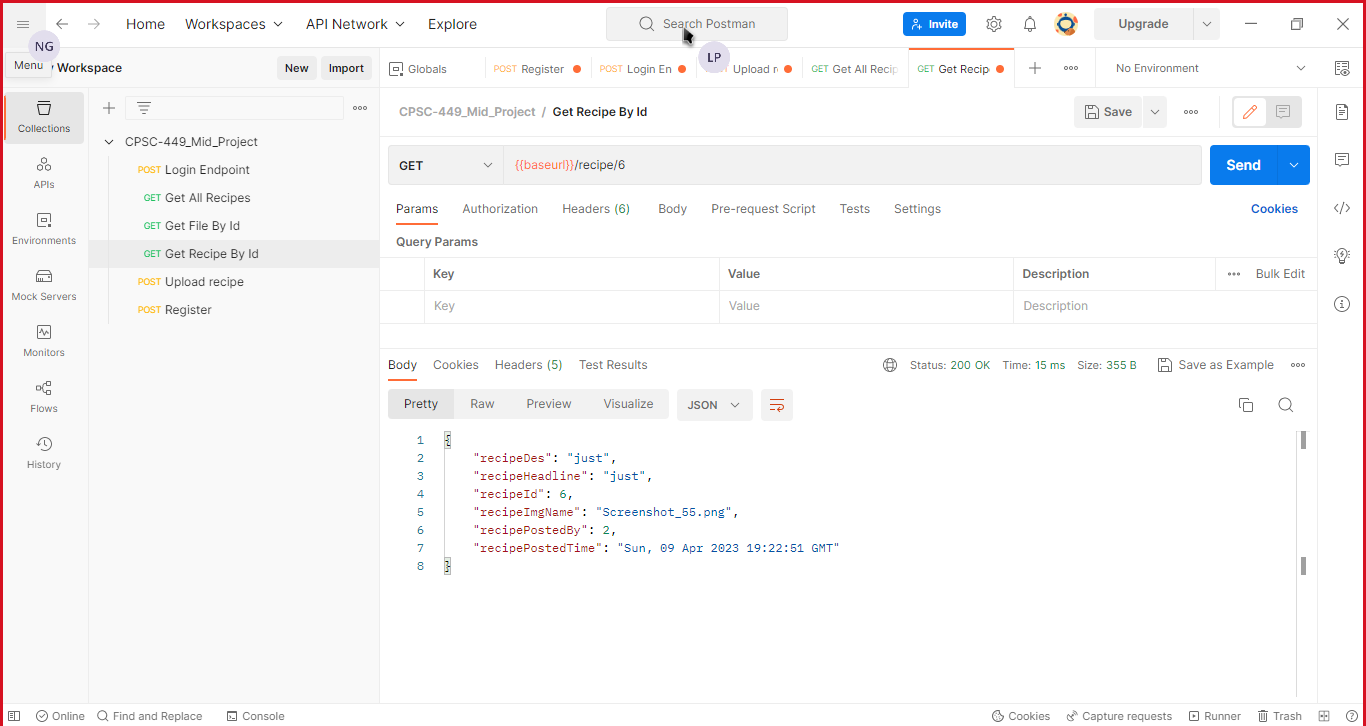 Home Workspaces API Network Explore Search Postman Invite Upgrade
NG
Menu Workspace New Import
LP
Globals POST Register POST Login En Upload r GET Get All Recip GET Get Recipe No Environment
Collections
APIs
Environments
Mock Servers
Monitors
Flows
History
CPSC-449_Mid_Project
POST Login Endpoint
GET Get All Recipes
GET Get File By Id
GET Get Recipe By Id
POST Upload recipe
POST Register
CPSC-449_Mid_Project / Get Recipe By Id Save
GET {{baseurl}}/recipe/6 Send
Params Authorization Headers (6) Body Pre-request Script Tests Settings Cookies
Query Params
Key Value Description Bulk Edit
Key Value Description
Body Cookies Headers (5) Test Results Status: 200 OK Time: 15 ms Size: 355 B Save as Example
Pretty Raw Preview Visualize JSON
1 {
2 "recipeDes": "just",
3 "recipeHeadline": "just",
4 "recipeId": 6,
5 "recipeImgName": "Screenshot_55.png",
6 "recipePostedBy": 2,
7 "recipePostedTime": "Sun, 09 Apr 2023 19:22:51 GMT"
8 }
Online Find and Replace Console Cookies Capture requests Runner Trash